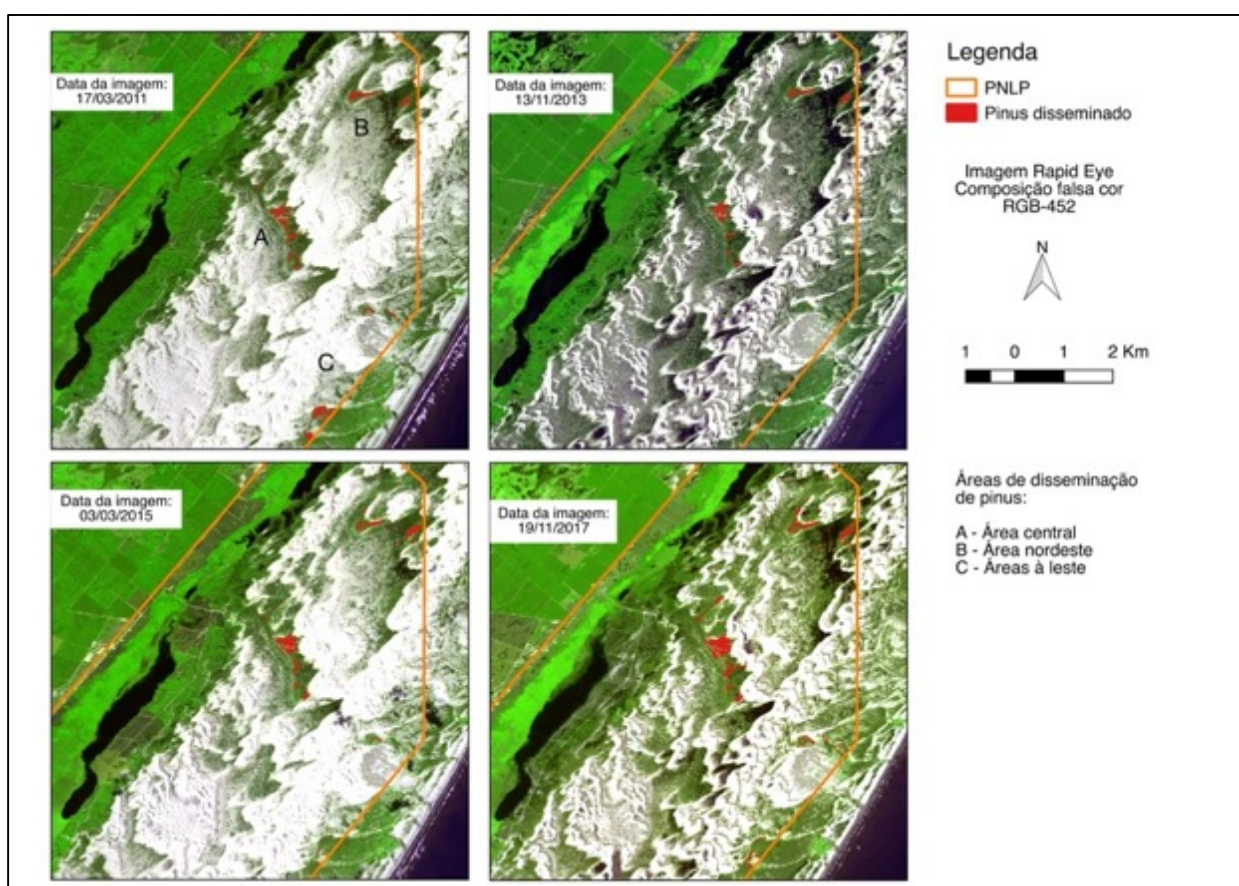 Data da imagem:
17/03/2011
A
B
C
Data da imagem:
13/11/2013
Data da imagem:
03/03/2015
Data da imagem:
19/11/2017
Legenda
PNLP
Pinus disseminado
Imagem Rapid Eye
Composição falsa cor
RGB-452
N
1 0 1 2 Km
Áreas de disseminação
de pinus:
A - Área central
B - Área nordeste
C - Áreas à leste